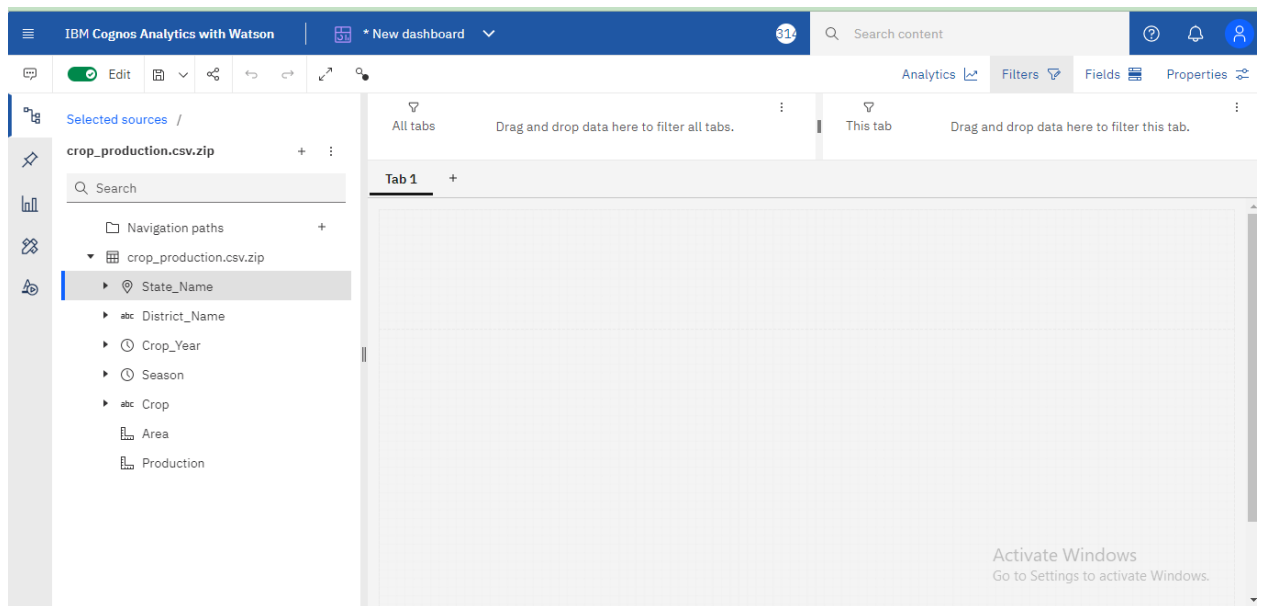 IBM Cognos Analytics with Watson
* New dashboard
314
Search content
Edit
Analytics
Filters
Fields
Properties
Selected sources /
crop_production.csv.zip
Search
Navigation paths
crop_production.csv.zip
State_Name
abc District_Name
Crop_Year
Season
abc Crop
Area
Production
All tabs
Drag and drop data here to filter all tabs.
This tab
Drag and drop data here to filter this tab.
Tab 1
Activate Windows
Go to Settings to activate Windows.